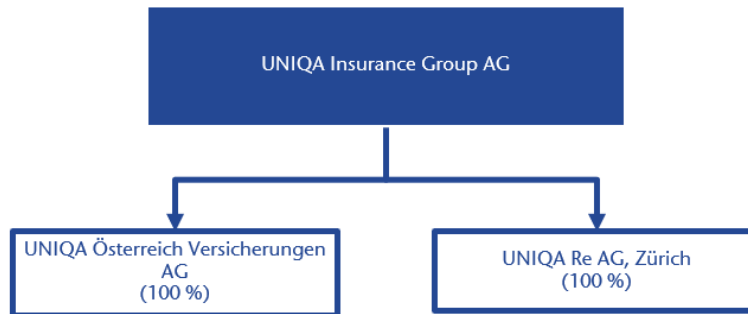 UNIQA Insurance Group AG
UNIQA Österreich Versicherungen
AG
(100 %)
UNIQA Re AG, Zürich
(100 %)